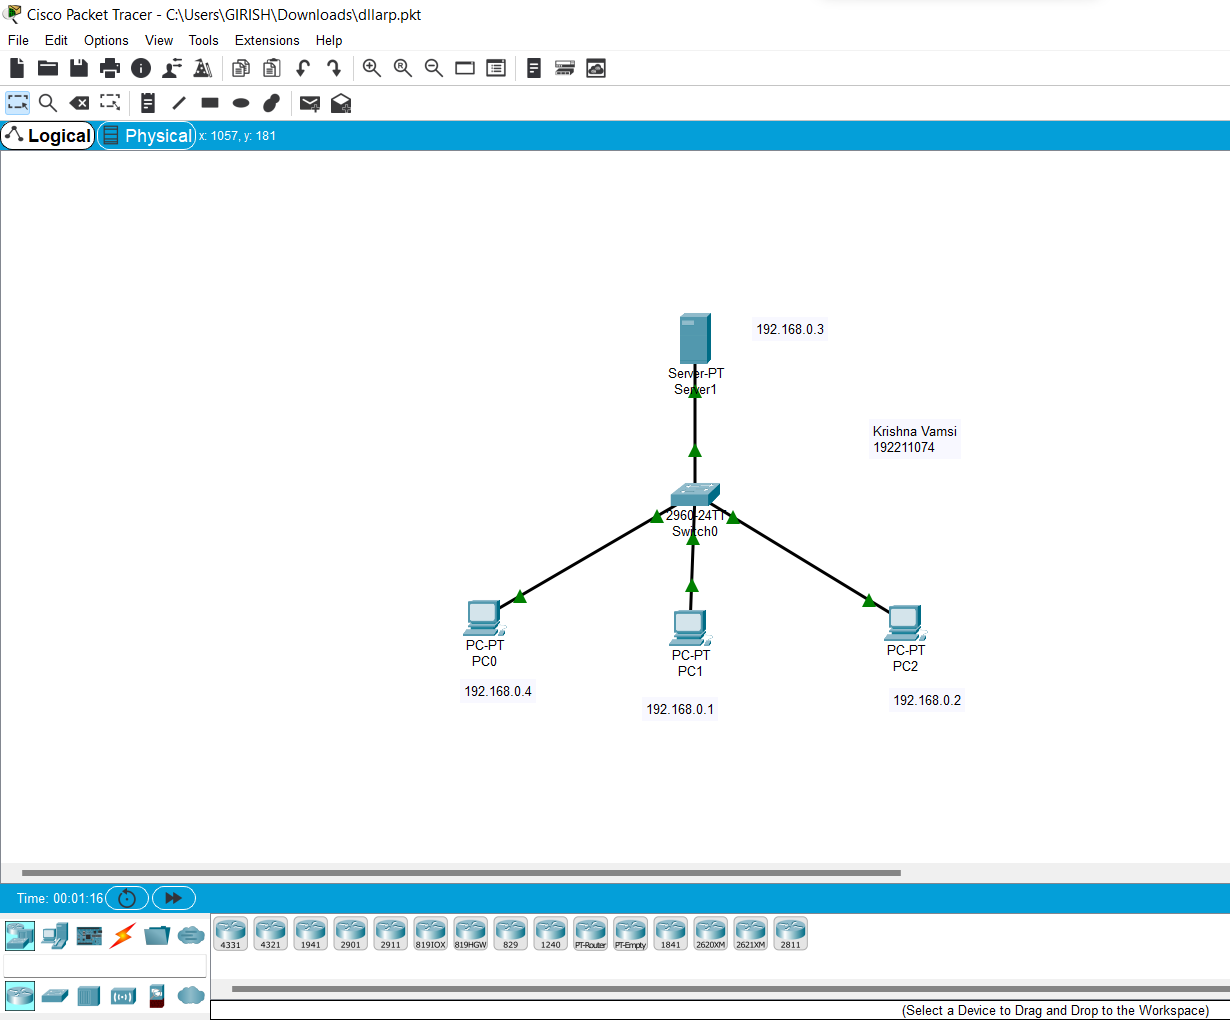 Cisco Packet Tracer - C:\Users\GIRISH\Downloads\dllarp.pkt
File Edit Options View Tools Extensions Help
Logical Physical x: 1057, y: 181
192.168.0.3
Server-PT
Server1
Krishna Vamsi
192211074
2960-24TT
Switch0
PC-PT
PC0
192.168.0.4
PC-PT
PC1
192.168.0.1
PC-PT
PC2
192.168.0.2
Time: 00:01:16
4331 4321 1941 2901 2911 819IOX 819HGW 829 1240 PT-Router PT-Empty 1841 2620XM 2621XM 2811
(Select a Device to Drag and Drop to the Workspace)